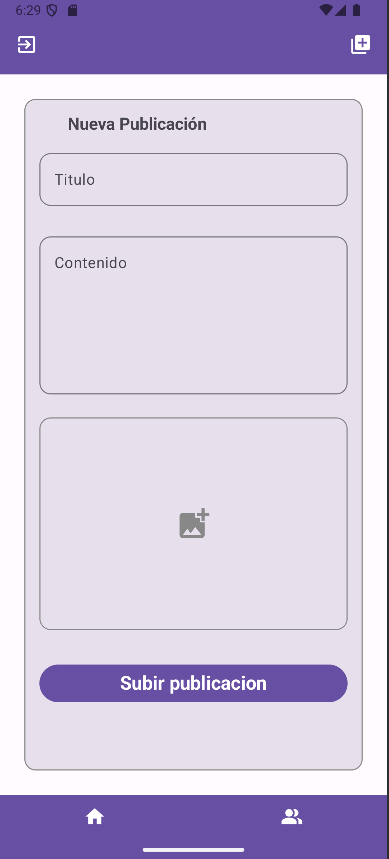 6:29
Nueva Publicación
Titulo
Contenido
Subir publicacion